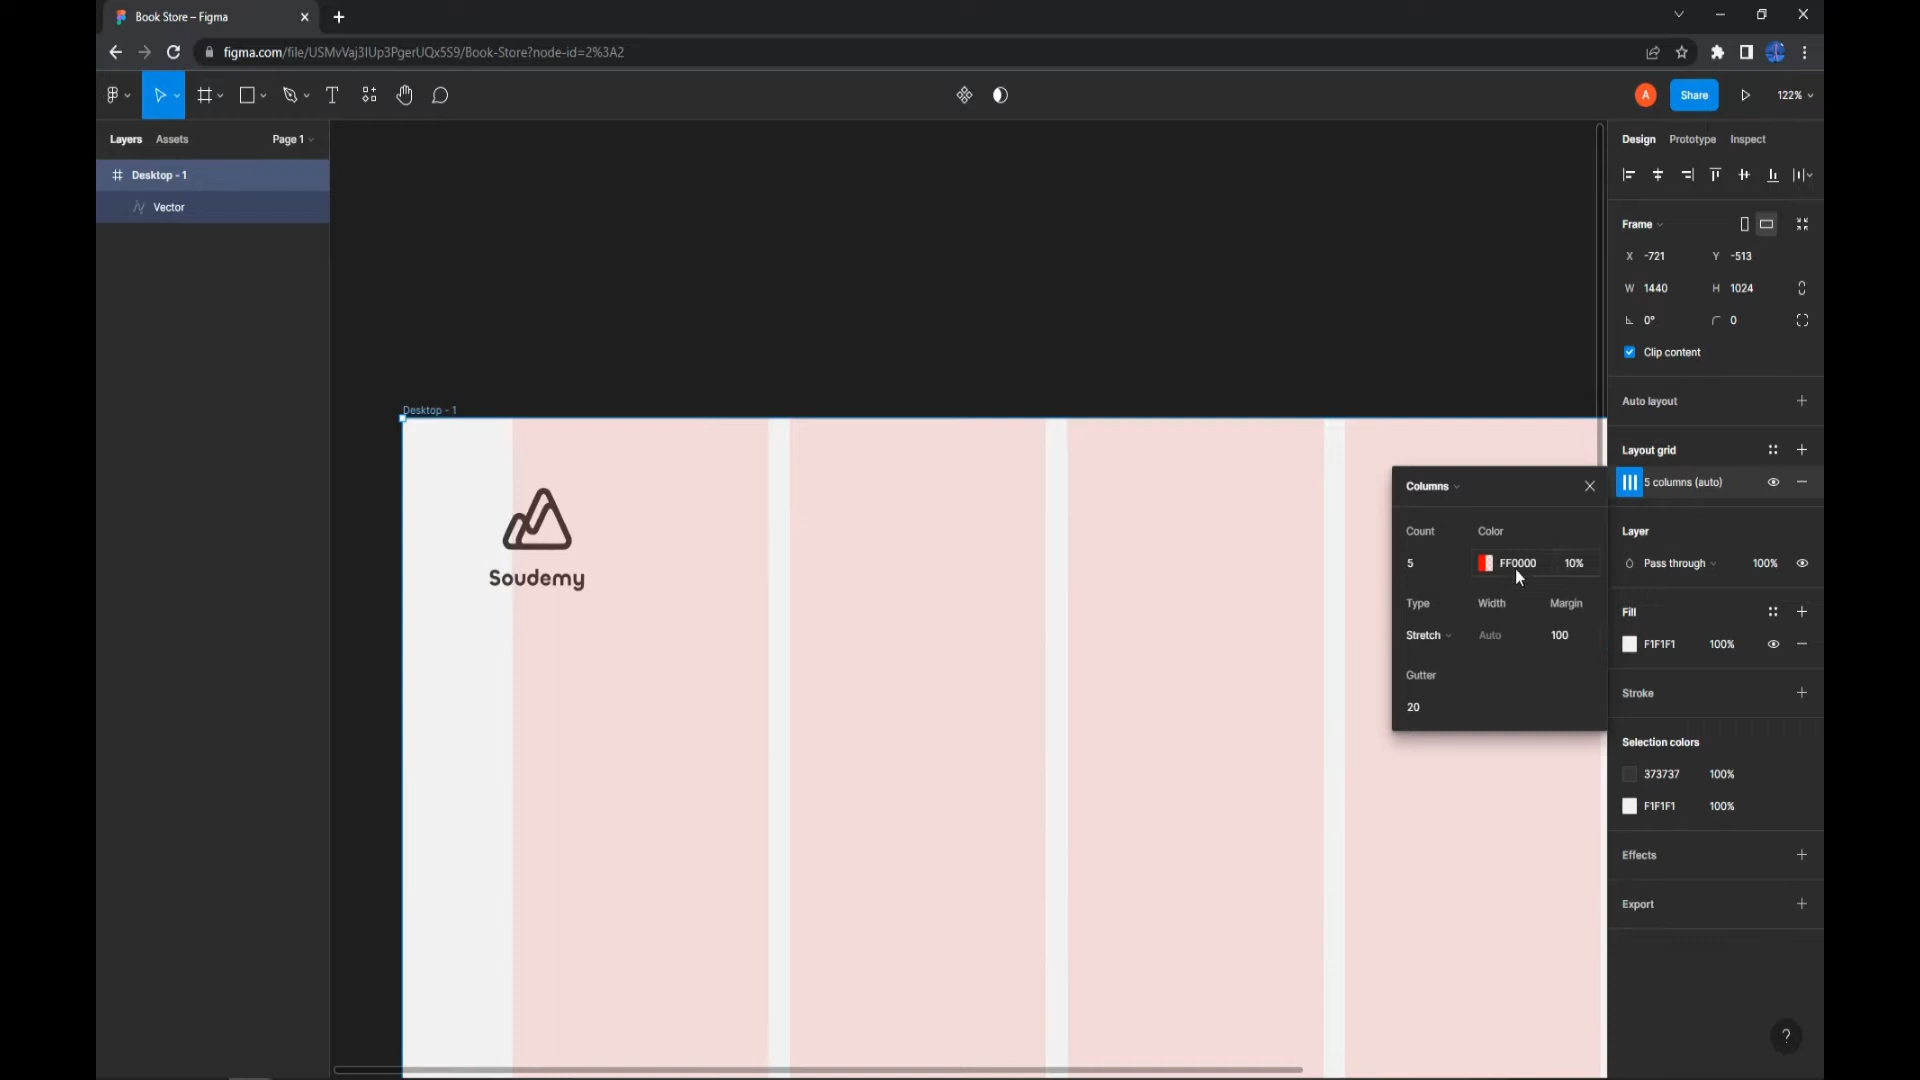 Book Store – Figma
figma.com/file/USMvVaj3IUp3PgerUQx5S9/Book-Store?node-id=2%3A2
A
Share
122%
Layers
Assets
Page 1
Design
Prototype
Inspect
Desktop - 1
Vector
Frame
X -721
Y -513
W 1440
H 1024
0°
0
Clip content
Auto layout
Layout grid
5 columns (auto)
Layer
Pass through
100%
Fill
F1F1F1
100%
Stroke
Selection colors
373737
100%
F1F1F1
100%
Effects
Export
Desktop - 1
Soudemy
Columns
Count
Color
5
FF0000
10%
Type
Width
Margin
Stretch
Auto
100
Gutter
20
?